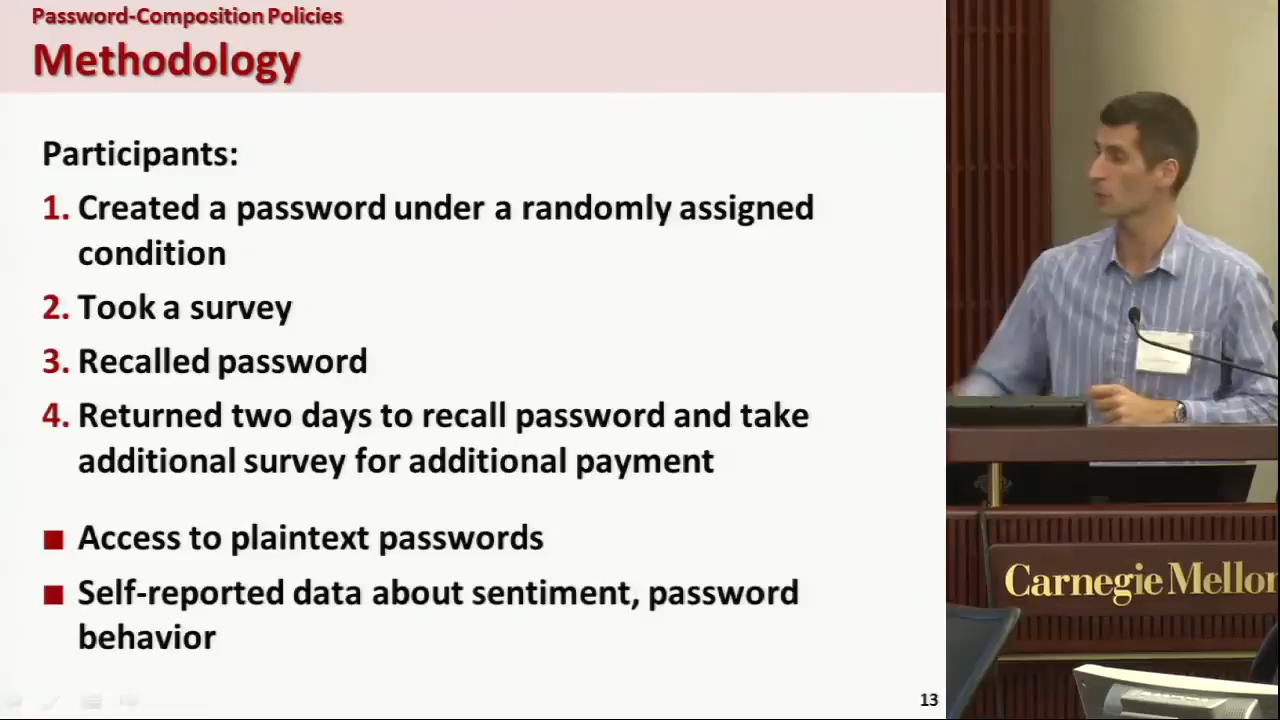 Password-Composition Policies
Methodology
Participants:
1. Created a password under a randomly assigned
condition
2. Took a survey
3. Recalled password
4. Returned two days to recall password and take
additional survey for additional payment
Access to plaintext passwords
Self-reported data about sentiment, password
behavior
13
Carnegie Mellon